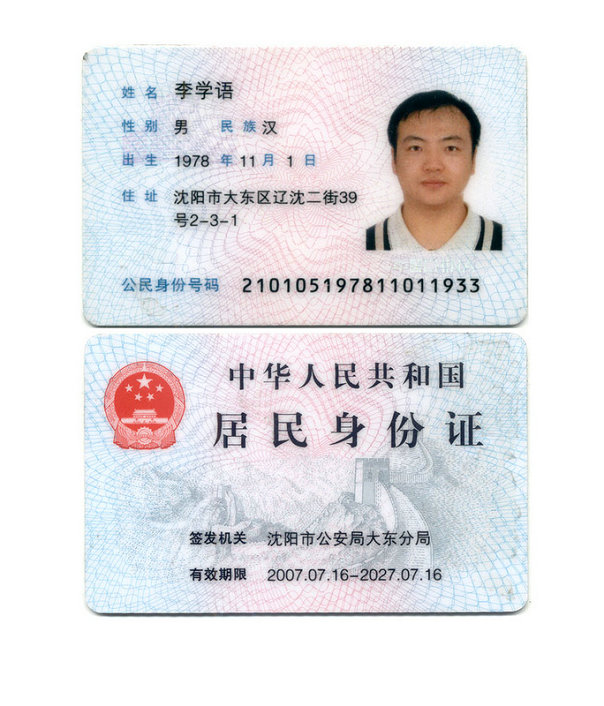 姓名 李学语
性别 男 民族 汉
出生 1978 年 11 月 1 日
住址 沈阳市大东区辽沈二街39
号2-3-1
公民身份号码 210105197811011933
中华人民共和国
居民身份证
签发机关 沈阳市公安局大东分局
有效期限 2007.07.16-2027.07.16